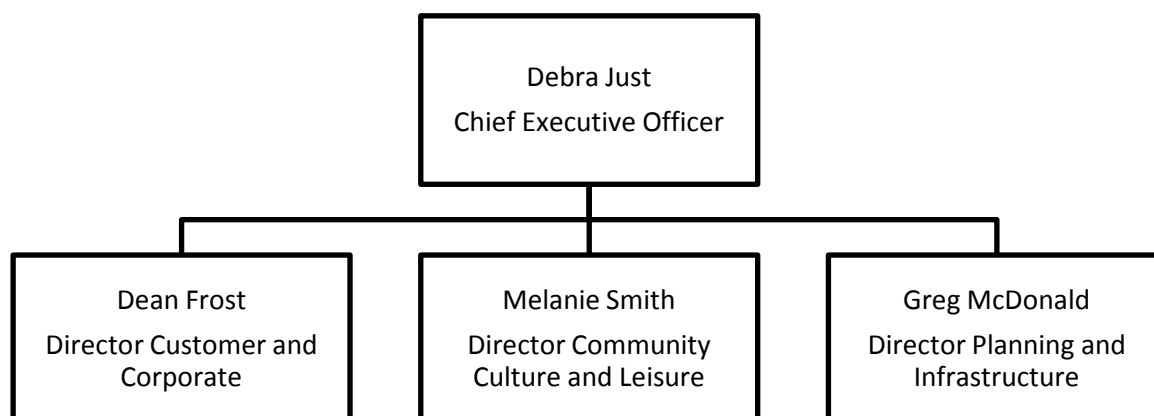 Debra Just
Chief Executive Officer
Dean Frost
Director Customer and
Corporate
Melanie Smith
Director Community
Culture and Leisure
Greg McDonald
Director Planning and
Infrastructure